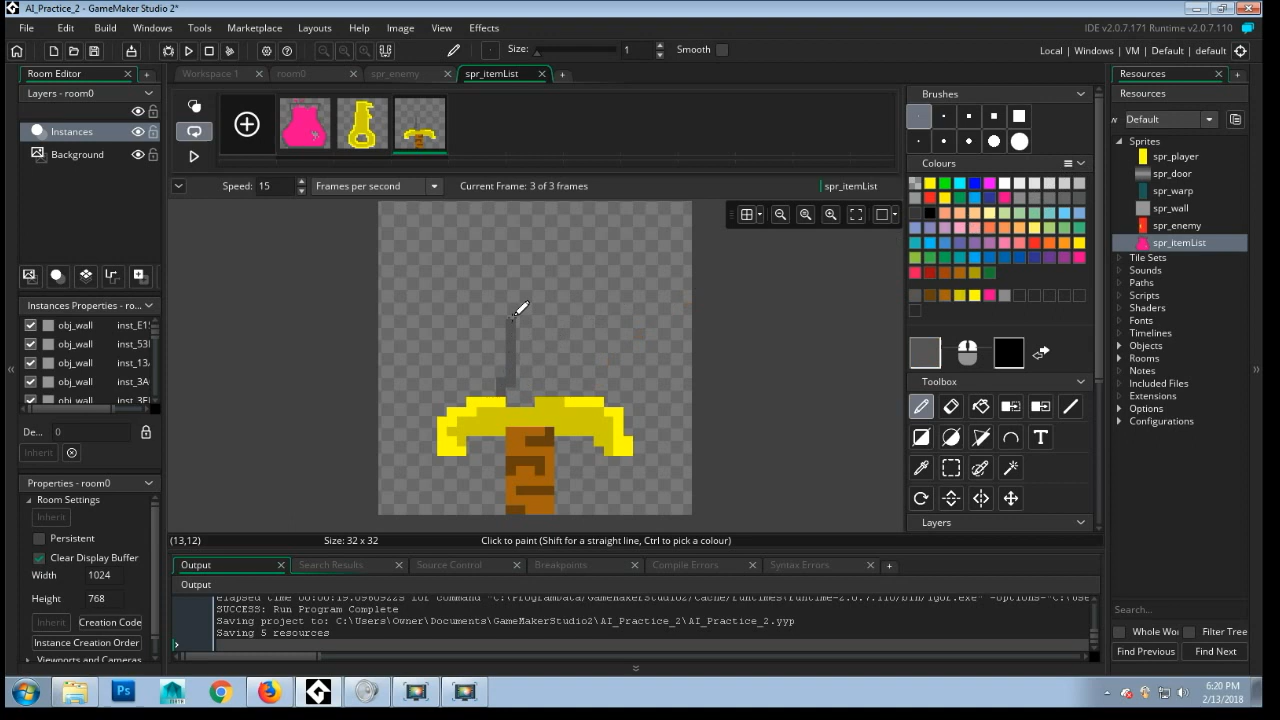 AI_Practice_2 - GameMaker Studio 2*
File Edit Build Windows Tools Marketplace Layouts Help Image View Effects
IDE v2.0.7.171 Runtime v2.0.7.110
Size: 1 Smooth
Local | Windows | VM | Default | default
Room Editor
Workspace 1 room0 spr_enemy spr_itemList
Resources
Layers - room0
Brushes
Resources
Default
Instances
Background
Sprites
spr_player
spr_door
spr_warp
spr_wall
spr_enemy
spr_itemList
Tile Sets
Sounds
Paths
Scripts
Shaders
Fonts
Timelines
Objects
Rooms
Notes
Included Files
Extensions
Options
Configurations
Colours
Speed: 15 Frames per second Current Frame: 3 of 3 frames spr_itemList
Instances Properties - ro...
obj_wall inst_E1
obj_wall inst_53
obj_wall inst_13
obj_wall inst_3A
De... 0
Inherit
Properties - room0
Room Settings
Inherit
Persistent
Clear Display Buffer
Width 1024
Height 768
Inherit Creation Code
Instance Creation Order
Viewports and Cameras
Toolbox
T
Layers
(13,12) Size: 32 x 32 Click to paint (Shift for a straight line, Ctrl to pick a colour)
Output Search Results Source Control Breakpoints Compile Errors Syntax Errors
Output
SUCCESS: Run Program Complete
Saving project to: C:\Users\Owner\Documents\GameMakerStudio2\AI_Practice_2\AI_Practice_2.yyp
Saving 5 resources
Search...
Whole Wo Filter Tree
Find Previous Find Next
Ps
6:20 PM
2/13/2018